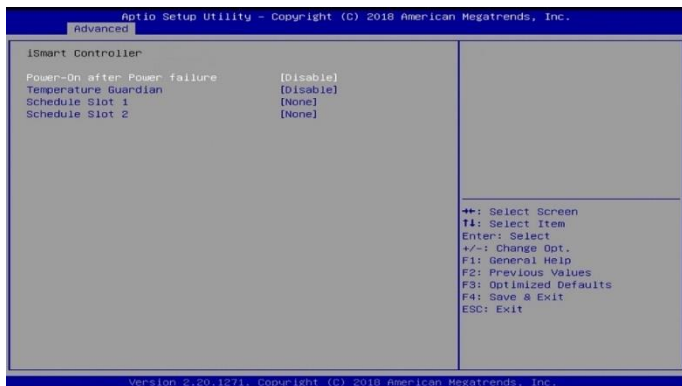 Aptio Setup Utility – Copyright (C) 2018 American Megatrends, Inc.
Advanced
iSmart Controller
Power-On after Power failure [Disable]
Temperature Guardian [Disable]
Schedule Slot 1 [None]
Schedule Slot 2 [None]
→←: Select Screen
↑↓: Select Item
Enter: Select
+/-: Change Opt.
F1: General Help
F2: Previous Values
F3: Optimized Defaults
F4: Save & Exit
ESC: Exit
Version 2.20.1271. Copyright (C) 2018 American Megatrends, Inc.